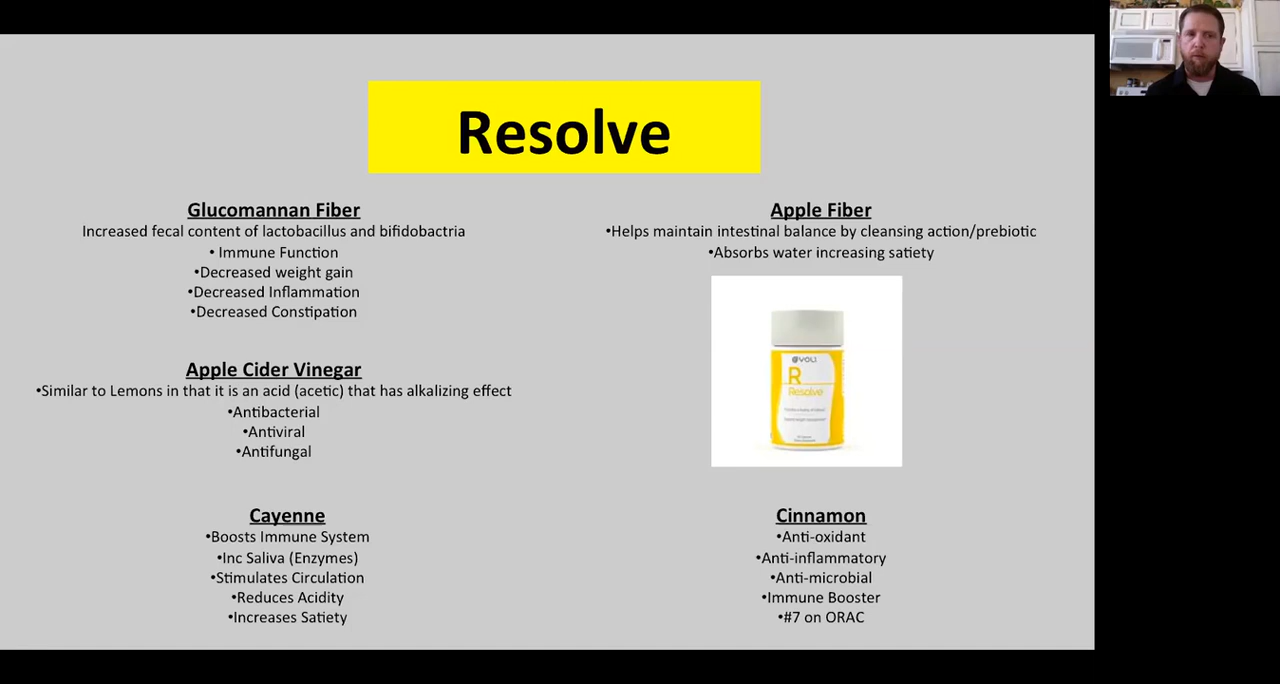 Resolve
Glucomannan Fiber
Increased fecal content of lactobacillus and bifidobactria
• Immune Function
•Decreased weight gain
•Decreased Inflammation
•Decreased Constipation
Apple Cider Vinegar
•Similar to Lemons in that it is an acid (acetic) that has alkalizing effect
•Antibacterial
•Antiviral
•Antifungal
Cayenne
•Boosts Immune System
•Inc Saliva (Enzymes)
•Stimulates Circulation
•Reduces Acidity
•Increases Satiety
Apple Fiber
•Helps maintain intestinal balance by cleansing action/prebiotic
•Absorbs water increasing satiety
VOLI
R
Resolve
Cinnamon
•Anti-oxidant
•Anti-inflammatory
•Anti-microbial
•Immune Booster
•#7 on ORAC